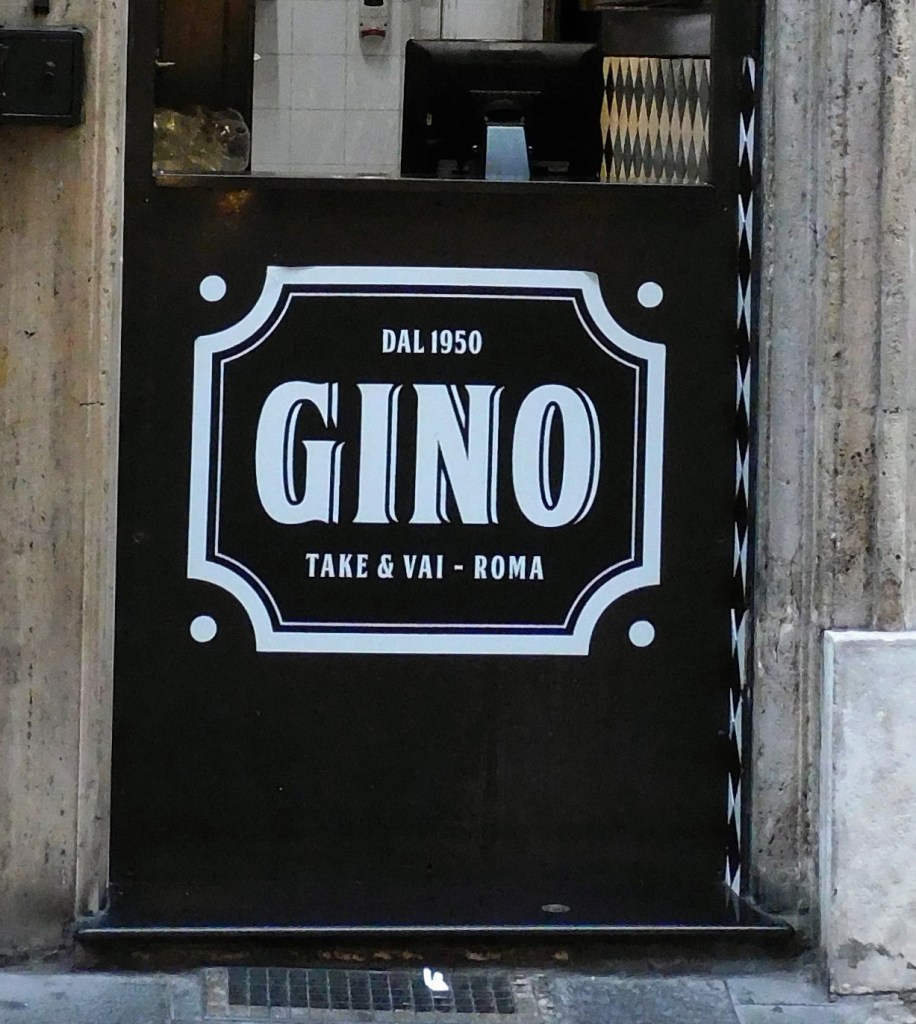 DAL 1950
GINO
TAKE & VAI - ROMA